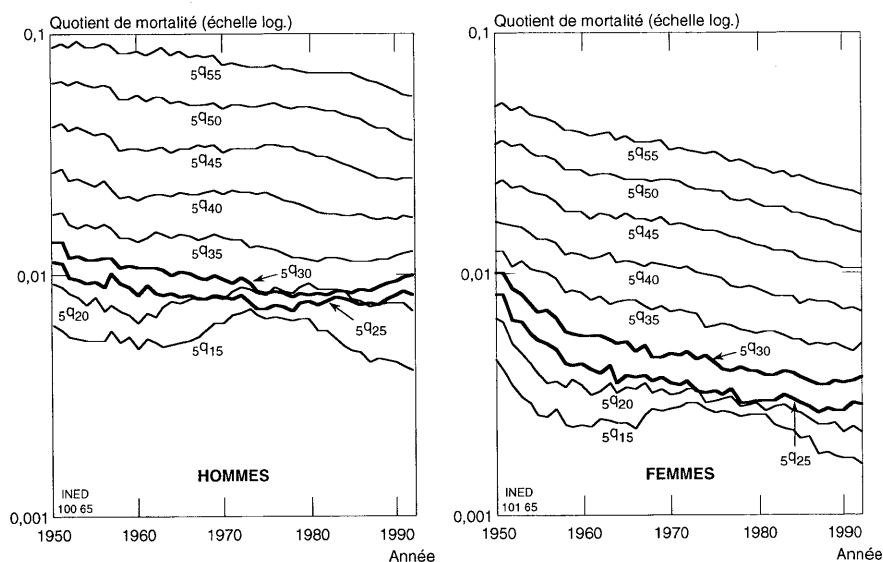 Quotient de mortalité (échelle log.)
0,1
5q55
5q50
5q45
5q40
5q35
0,01
5q30
5q20
5q25
5q15
HOMMES
INED
100 65
0,001
1950 1960 1970 1980 1990
Année
Quotient de mortalité (échelle log.)
0,1
5q55
5q50
5q45
5q40
5q35
0,01
5q30
5q20
5q15
5q25
FEMMES
INED
101 65
0,001
1950 1960 1970 1980 1990
Année